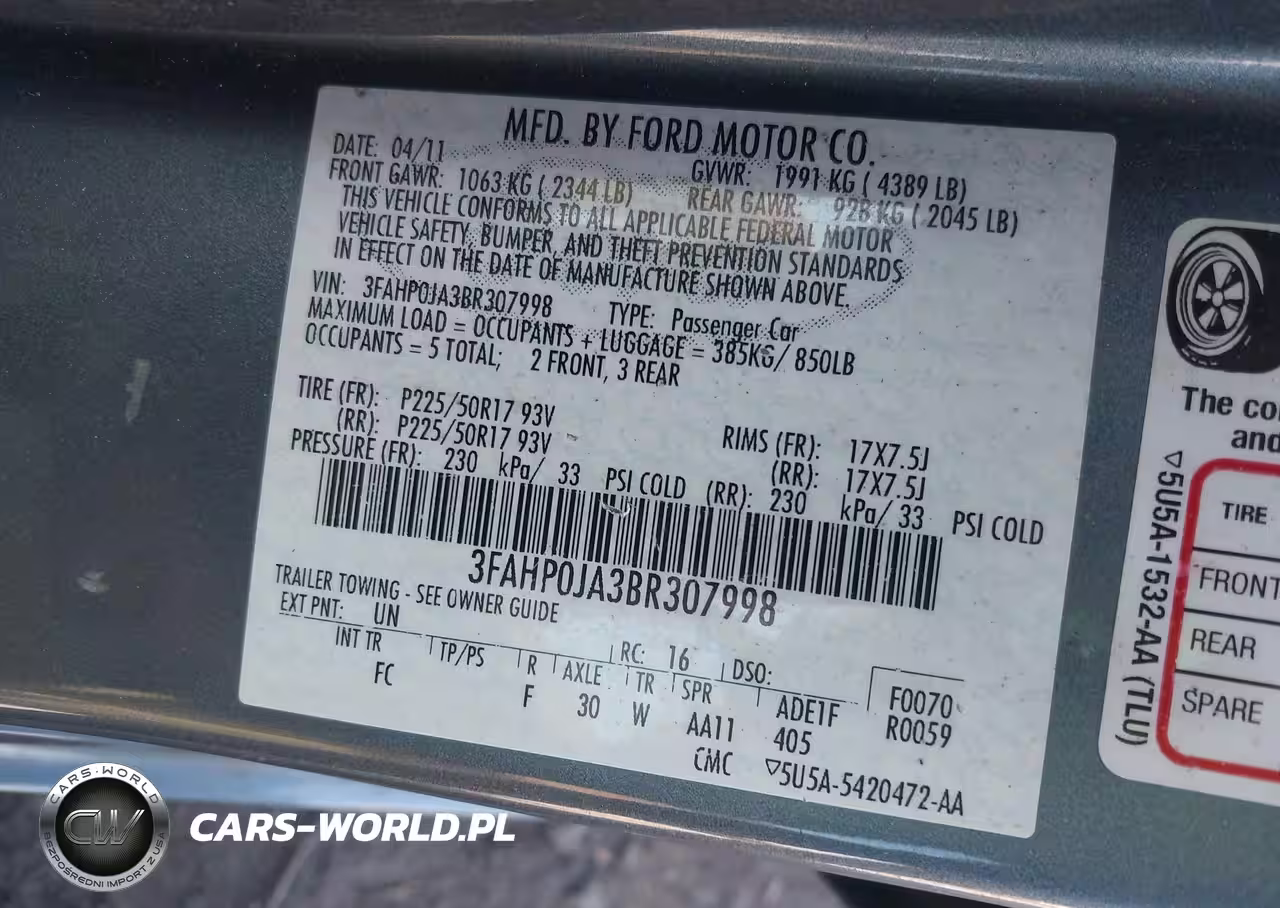 MFD. BY FORD MOTOR CO.
DATE: 04/11 GVWR: 1991 KG ( 4389 LB)
FRONT GAWR: 1063 KG ( 2344 LB) REAR GAWR: 928 KG ( 2045 LB)
THIS VEHICLE CONFORMS TO ALL APPLICABLE FEDERAL MOTOR
VEHICLE SAFETY, BUMPER, AND THEFT PREVENTION STANDARDS
IN EFFECT ON THE DATE OF MANUFACTURE SHOWN ABOVE.
VIN: 3FAHP0JA3BR307998 TYPE: Passenger Car
MAXIMUM LOAD = OCCUPANTS + LUGGAGE = 385KG/ 850LB
OCCUPANTS = 5 TOTAL; 2 FRONT, 3 REAR
TIRE (FR): P225/50R17 93V RIMS (FR): 17X7.5J
(RR): P225/50R17 93V (RR): 17X7.5J
PRESSURE (FR): 230 kPa/ 33 PSI COLD (RR): 230 kPa/ 33 PSI COLD
3FAHP0JA3BR307998
TRAILER TOWING - SEE OWNER GUIDE
EXT PNT: UN RC: 16 DSO:
INT TR TP/PS R AXLE TR SPR ADE1F F0070
FC F 30 W AA11 405 R0059
CMC ▽5U5A-5420472-AA
The co
and
TIRE
FRONT
REAR
SPARE
▽5U5A-1532-AA (TLU)
CARS-WORLD
CW
BEZPOŚREDNI IMPORT Z USA
CARS-WORLD.PL